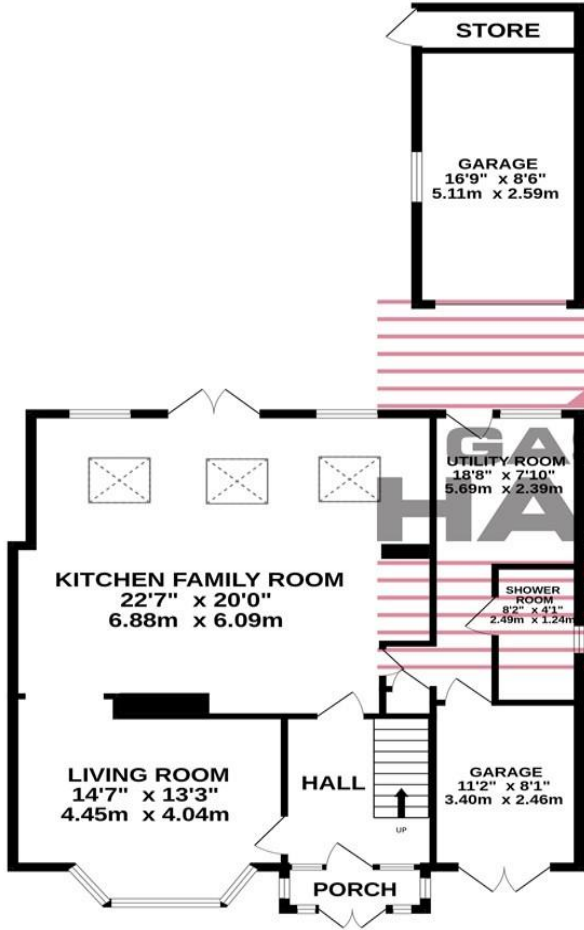 STORE
GARAGE
16'9" x 8'6"
5.11m x 2.59m
UTILITY ROOM
18'8" x 7'10"
5.69m x 2.39m
KITCHEN FAMILY ROOM
22'7" x 20'0"
6.88m x 6.09m
SHOWER
ROOM
8'2" x 4'1"
2.49m x 1.24m
LIVING ROOM
14'7" x 13'3"
4.45m x 4.04m
HALL
UP
GARAGE
11'2" x 8'1"
3.40m x 2.46m
PORCH
GA
HA